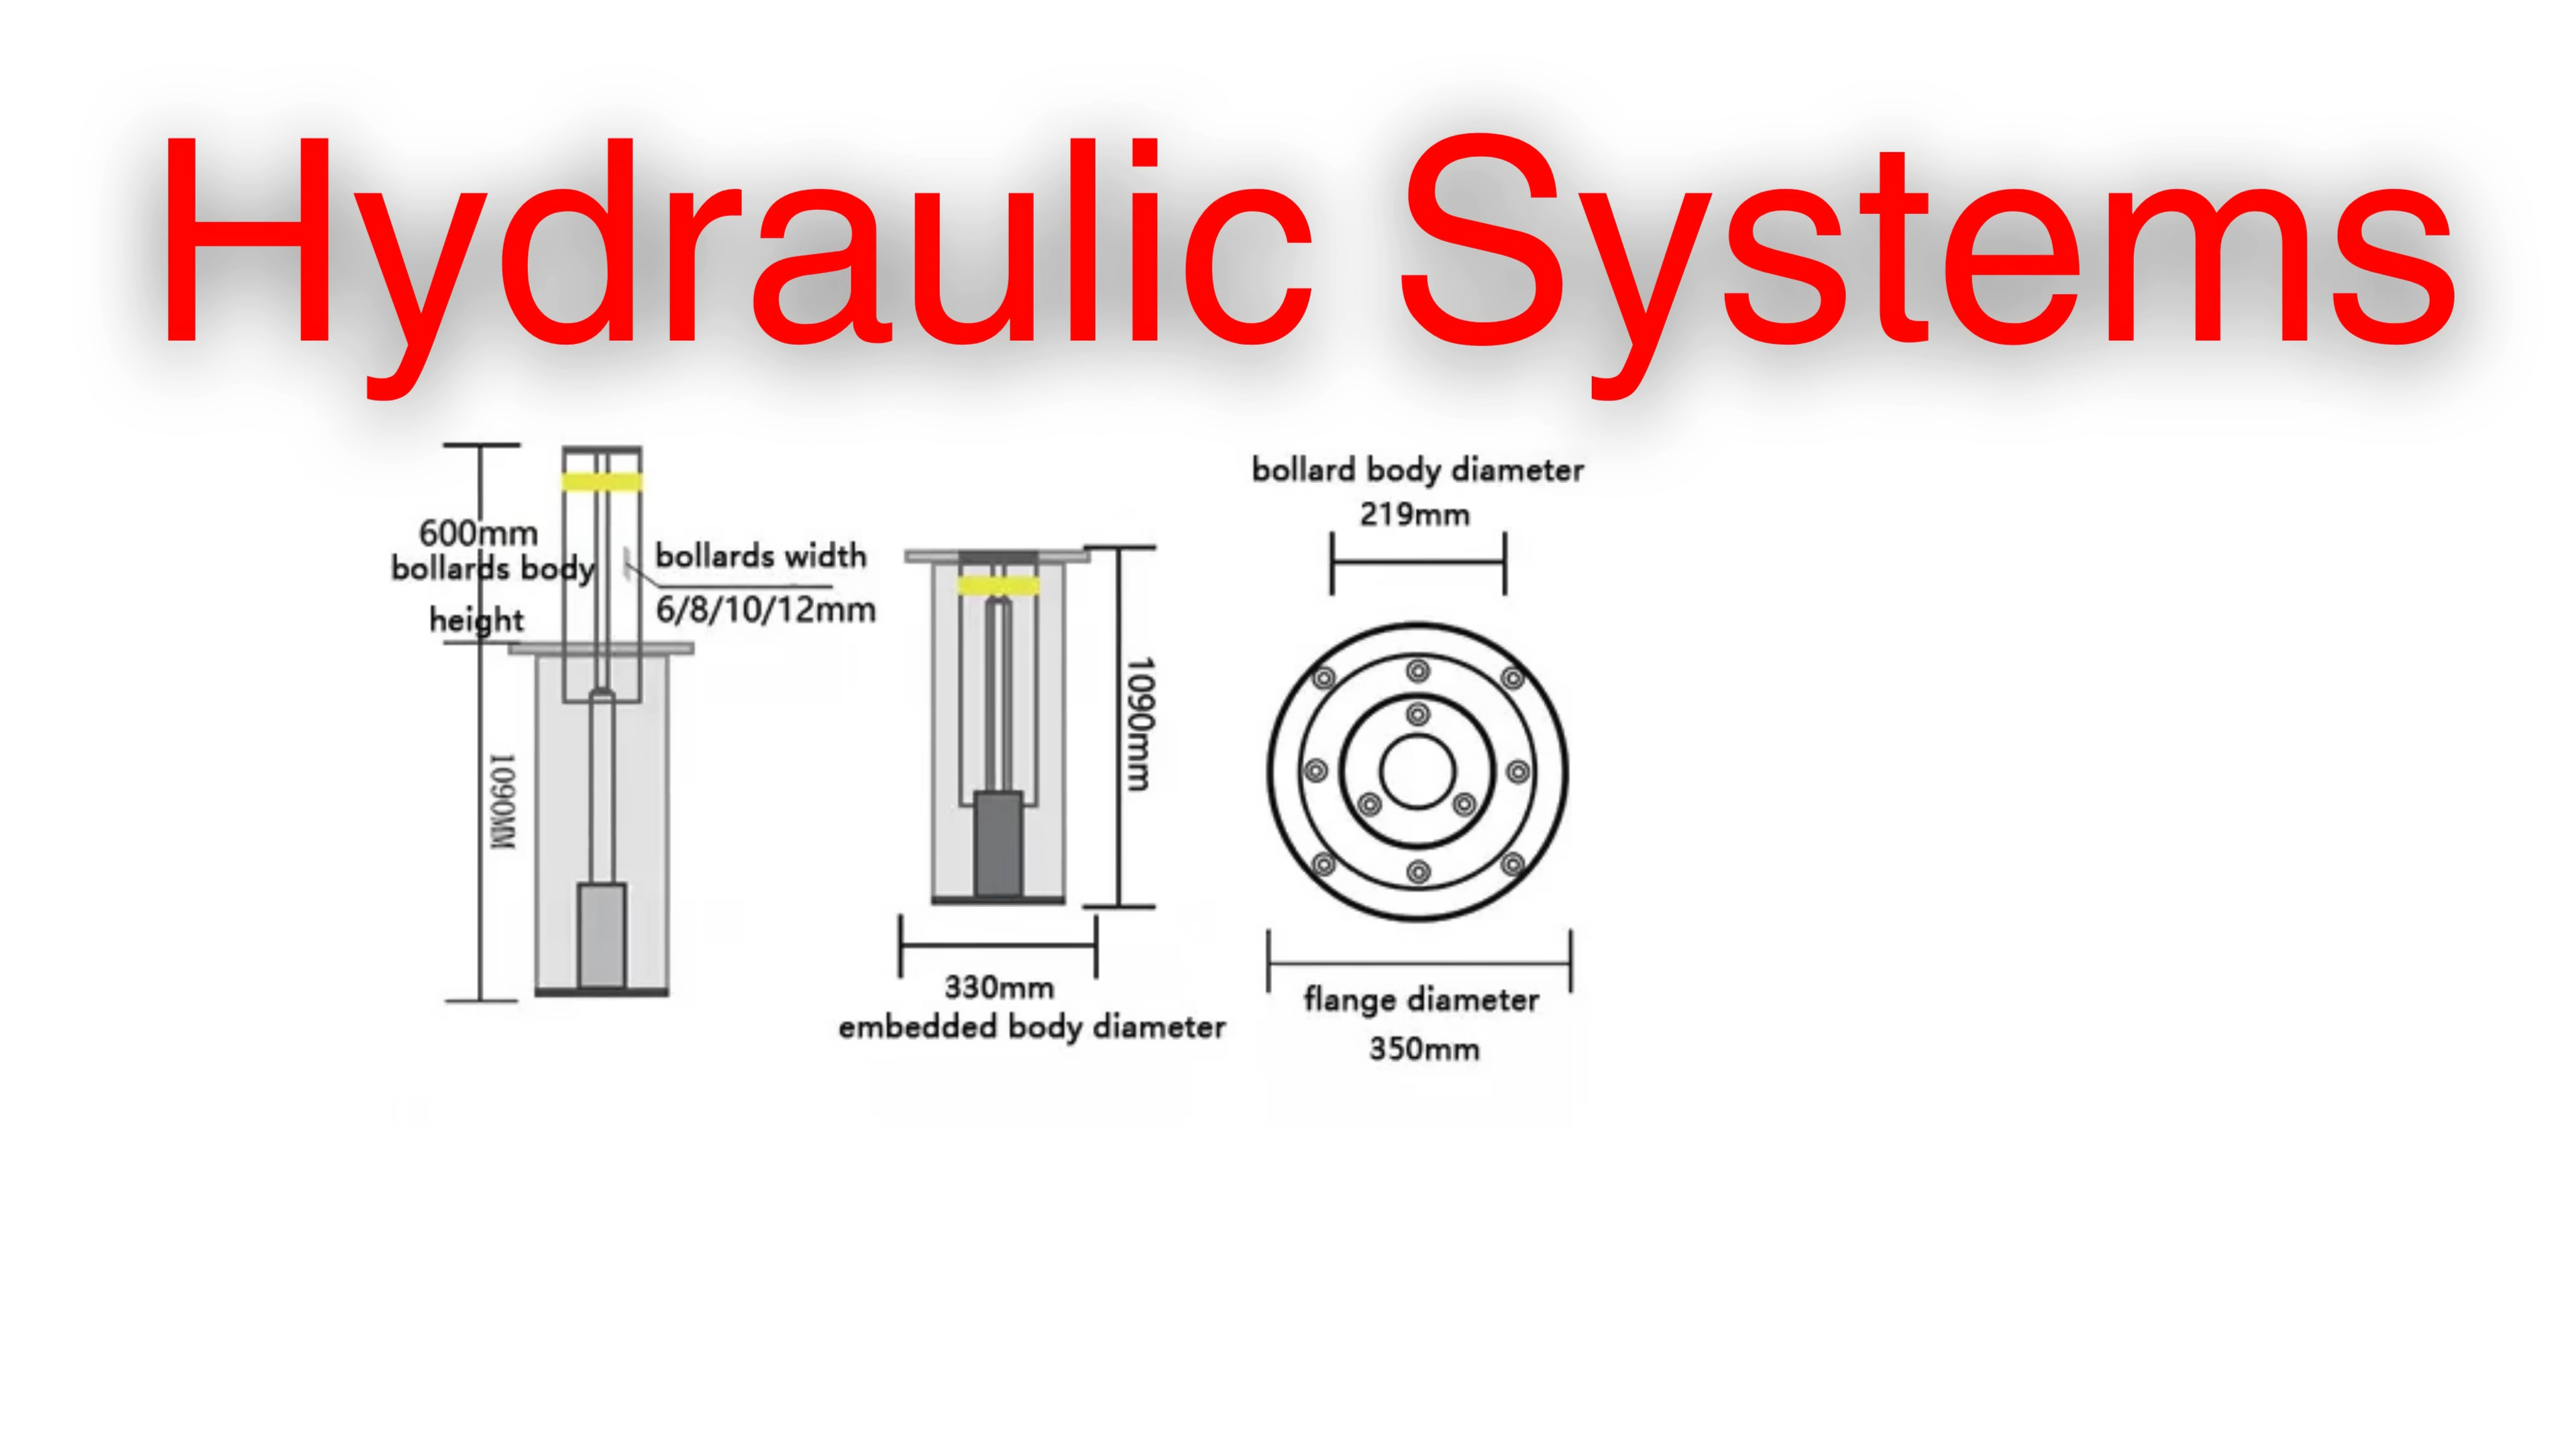 Hydraulic Systems
600mm
bollards body
height
1090MM
bollards width
6/8/10/12mm
1090mm
330mm
embedded body diameter
bollard body diameter
219mm
flange diameter
350mm